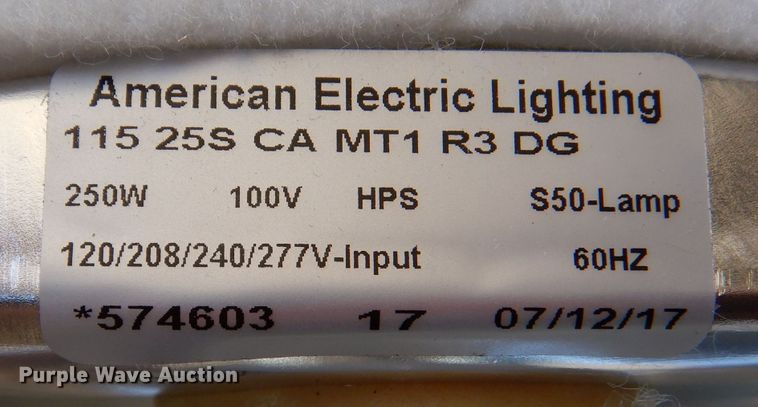 American Electric Lighting
115 25S CA MT1 R3 DG
250W 100V HPS S50-Lamp
120/208/240/277V-Input 60HZ
*574603 17 07/12/17
Purple Wave Auction